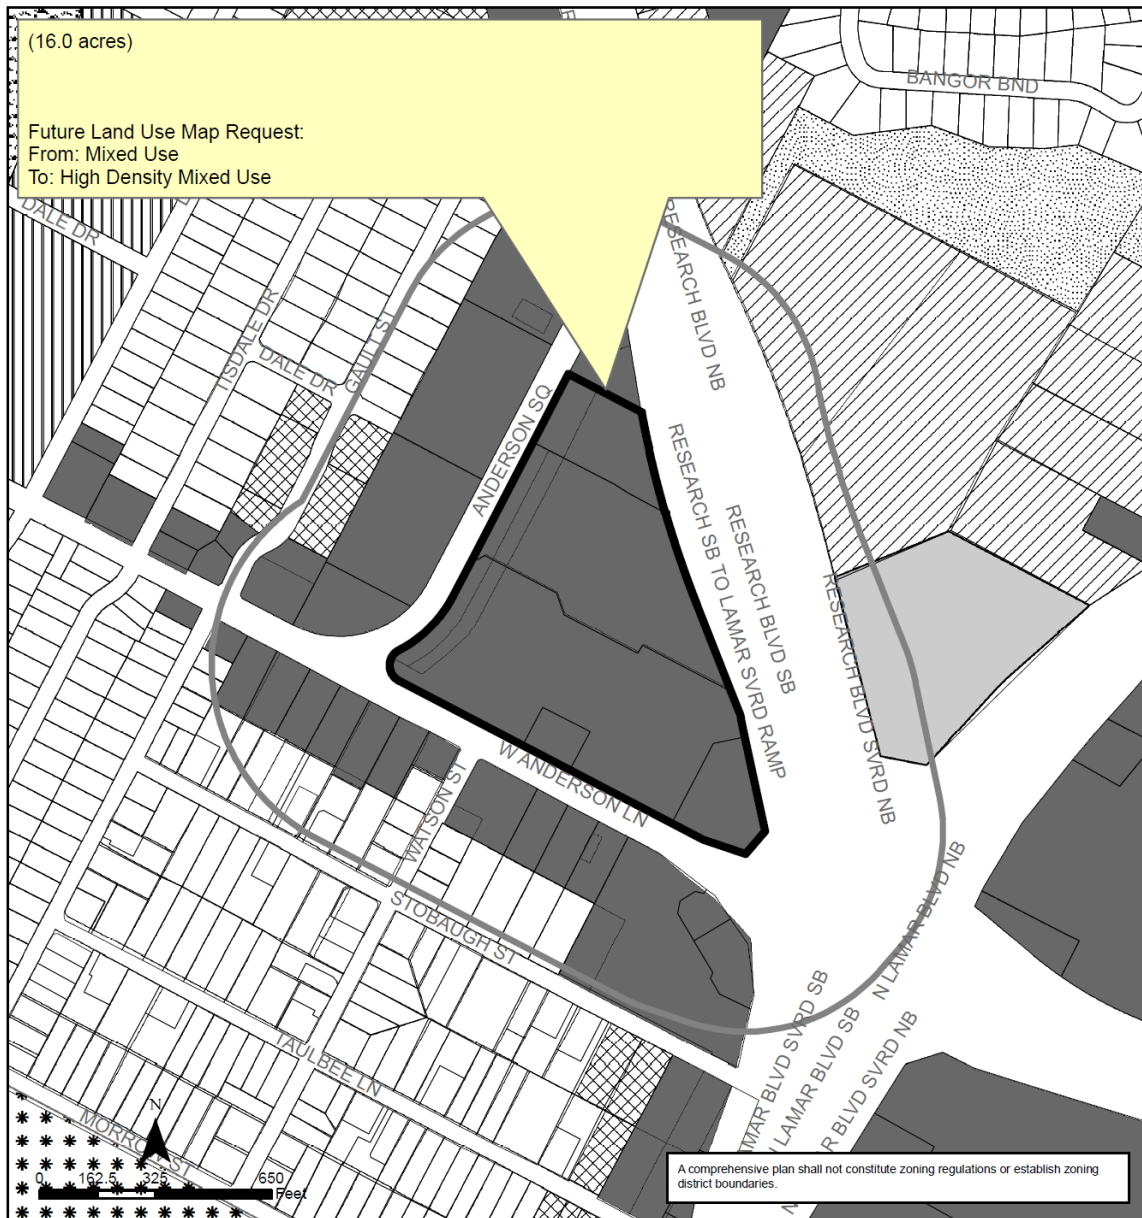 (16.0 acres)
Future Land Use Map Request:
From: Mixed Use
To: High Density Mixed Use
BANGOR BND
DALE DR
RESEARCH BLVD NB
TISDALE DR
GAULT ST
DALE DR
ANDERSON SQ
RESEARCH SB TO LAMAR SVRD RAMP
RESEARCH BLVD SB
RESEARCH BLVD SVRD NB
W ANDERSON LN
WATSON ST
STOBAUGH ST
N LAMAR BLVD NB
TAULBEE LN
AMAR BLVD SVRD SB
N LAMAR BLVD SB
AR BLVD SVRD NB
MORROW ST
N
0 162.5 325 650
Feet
A comprehensive plan shall not constitute zoning regulations or establish zoning
district boundaries.